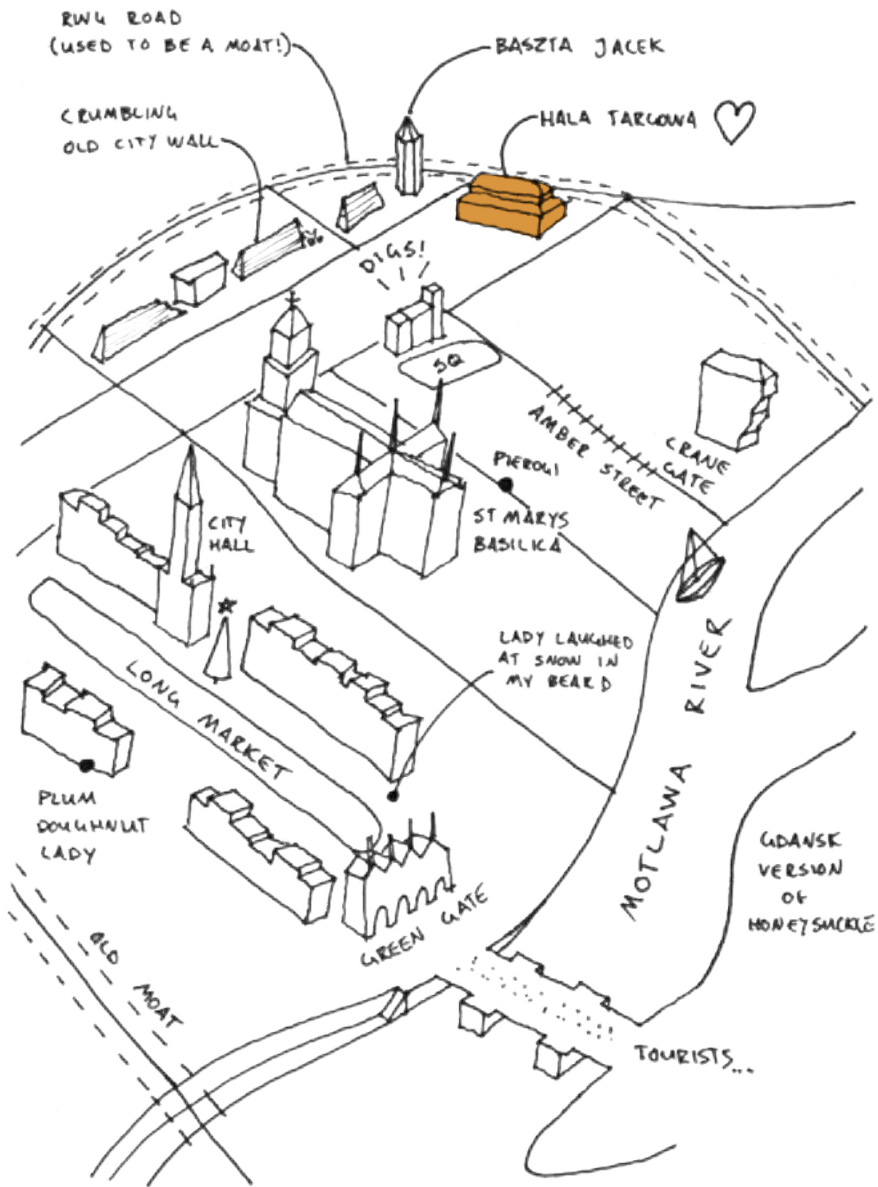 RING ROAD
(USED TO BE A MOAT!)
BASZTA JACEK
CRUMBLING
OLD CITY WALL
HALA TARGOWA
DIGS!
SQ
AMBER STREET
CRANE
GATE
PIEROGI
ST MARYS
BASILICA
CITY
HALL
LADY LAUGHED
AT SNOW IN
MY BEARD
LONG MARKET
MOTLAWA RIVER
PLUM
DOUGHNUT
LADY
GDANSK
VERSION
OF
HONEYSUCKLE
GREEN GATE
OLD MOAT
TOURISTS...